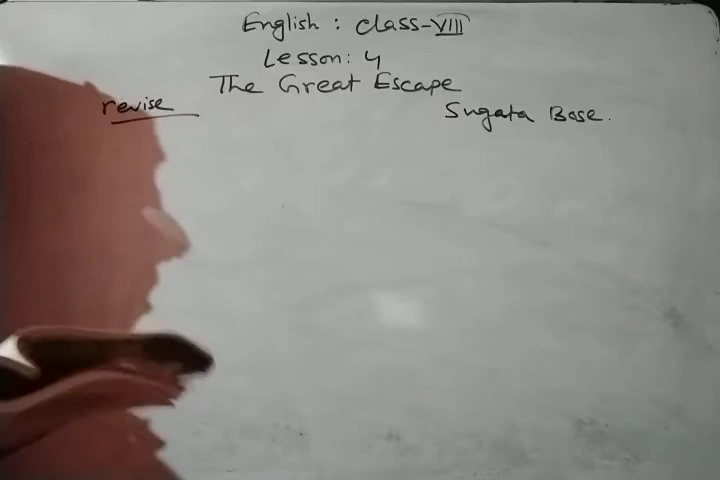 English : class-VIII
Lesson: 4
The Great Escape
revise
Sugata Bose.